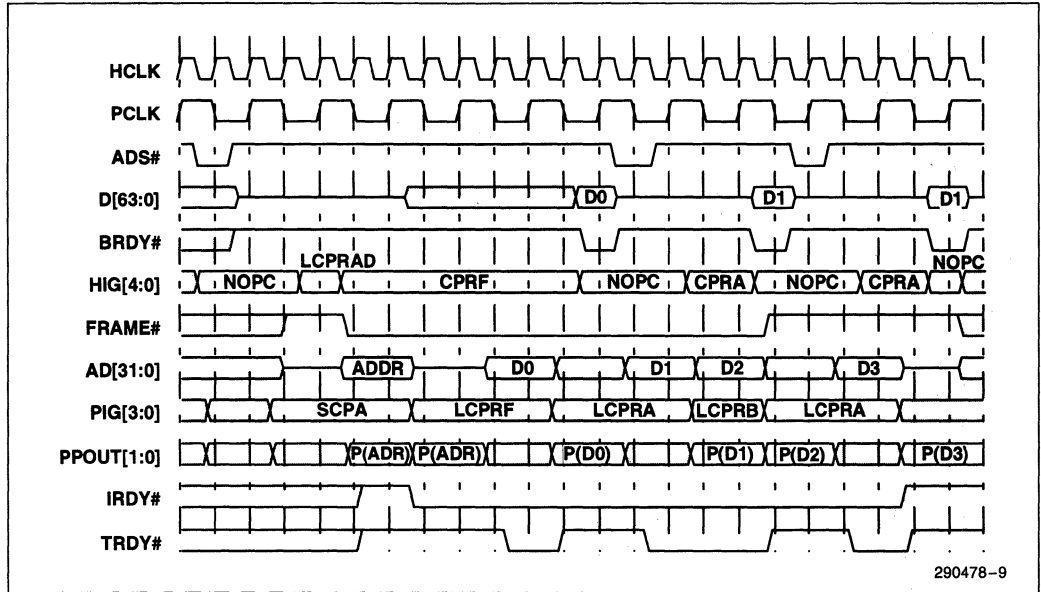 HCLK
PCLK
ADS#
D[63:0] D0 D1 D1
BRDY#
LCPRAD NOPC
HIG[4:0] NOPC CPRF NOPC CPRA NOPC CPRA
FRAME#
AD[31:0] ADDR D0 D1 D2 D3
PIG[3:0] SCPA LCPRF LCPRA LCPRB LCPRA
PPOUT[1:0] P(ADR) P(ADR) P(D0) P(D1) P(D2) P(D3)
IRDY#
TRDY#
290478-9